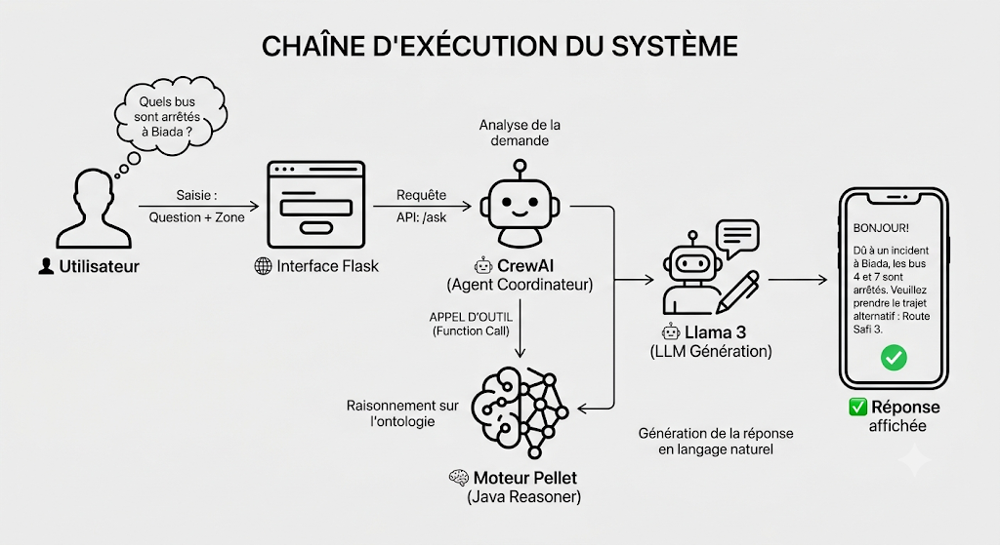 CHAÎNE D'EXÉCUTION DU SYSTÈME
Quels bus
sont arrêtés
à Biada ?
Saisie :
Question + Zone
Utilisateur
Interface Flask
Requête
API: /ask
Analyse de la
demande
CrewAI
(Agent Coordinateur)
APPEL D'OUTIL
(Function Call)
Raisonnement sur
l'ontologie
Moteur Pellet
(Java Reasoner)
Llama 3
(LLM Génération)
Génération de la réponse
en langage naturel
BONJOUR!
Dû à un incident
à Biada, les bus
4 et 7 sont
arrêtés. Veuillez
prendre le trajet
alternatif : Route
Safi 3.
Réponse
affichée